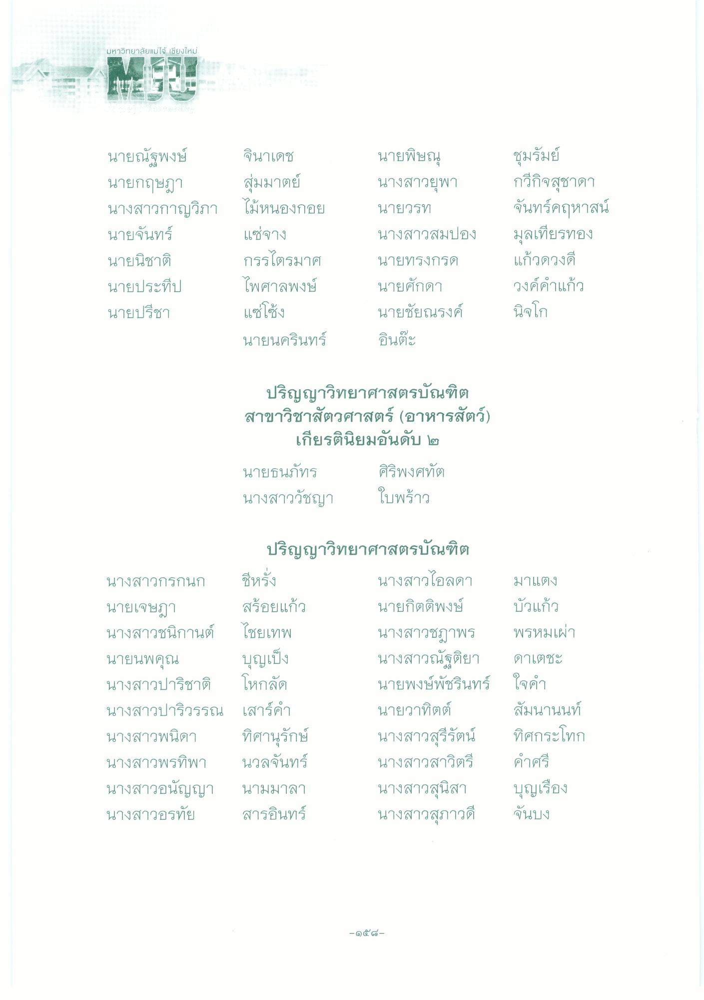 มหาวิทยาลัยแม่โจ้ เชียงใหม่
MJU
นายณัฐพงษ์ จินาเดช นายพิษณุ ชุมรัมย์
นายกฤษฎา สุ่มมาตย์ นางสาวยุพา กวีกิจสุชาดา
นางสาวกาญวิภา ไม้หนองกอย นายวรท จันทร์คฤหาสน์
นายจันทร์ แซ่จาง นางสาวสมปอง มุลเทียรทอง
นายนิชาติ กรรไตรมาศ นายทรงกรด แก้วดวงดี
นายประทีป ไพศาลพงษ์ นายศักดา วงค์คำแก้ว
นายปรีชา แซ่โซ้ง นายชัยณรงค์ นิจโก
นายนครินทร์ อินต๊ะ
ปริญญาวิทยาศาสตรบัณฑิต
สาขาวิชาสัตวศาสตร์ (อาหารสัตว์)
เกียรตินิยมอันดับ ๒
นายธนภัทร ศิริพงศทัต
นางสาววัชญา ใบพร้าว
ปริญญาวิทยาศาสตรบัณฑิต
นางสาวกรกนก ชีหรั่ง นางสาวไอลดา มาแตง
นายเจษฎา สร้อยแก้ว นายกิตติพงษ์ บัวแก้ว
นางสาวชนิกานต์ ไชยเทพ นางสาวชฎาพร พรหมเผ่า
นายนพคุณ บุญเป็ง นางสาวณัฐติยา ดาเตชะ
นางสาวปาริชาติ โหกลัด นายพงษ์พัชรินทร์ ใจคำ
นางสาวปาริวรรณ เสาร์คำ นายวาทิตต์ สัมนานนท์
นางสาวพนิดา ทิศานุรักษ์ นางสาวสุรีรัตน์ ทิศกระโทก
นางสาวพรทิพา นวลจันทร์ นางสาวสาวิตรี คำศรี
นางสาวอนัญญา นามมาลา นางสาวสุนิสา บุญเรือง
นางสาวอรทัย สารอินทร์ นางสาวสุภาวดี จันบง
-๑๕๘-